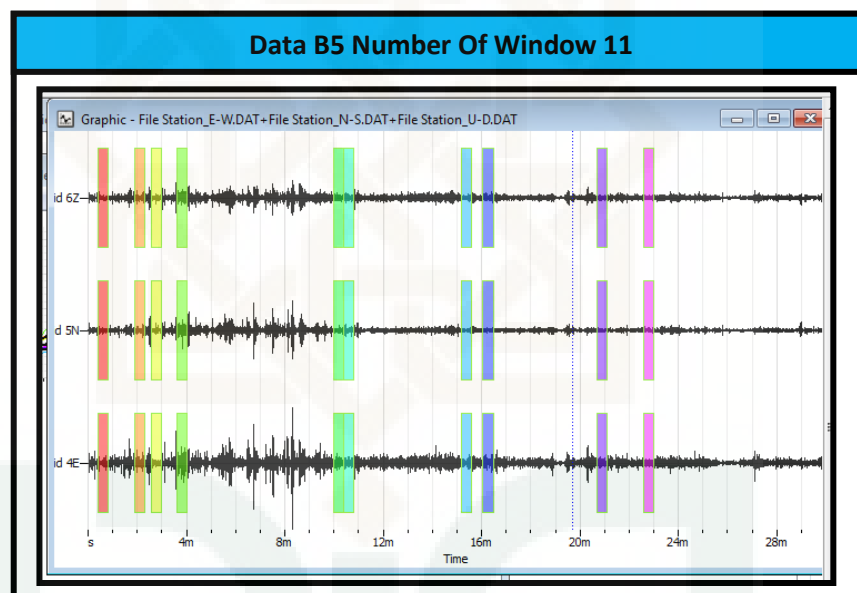 Data B5 Number Of Window 11
Graphic - File Station_E-W.DAT+File Station_N-S.DAT+File Station_U-D.DAT
id 6Z
d 5N
id 4E
s 4m 8m 12m 16m 20m 24m 28m
Time